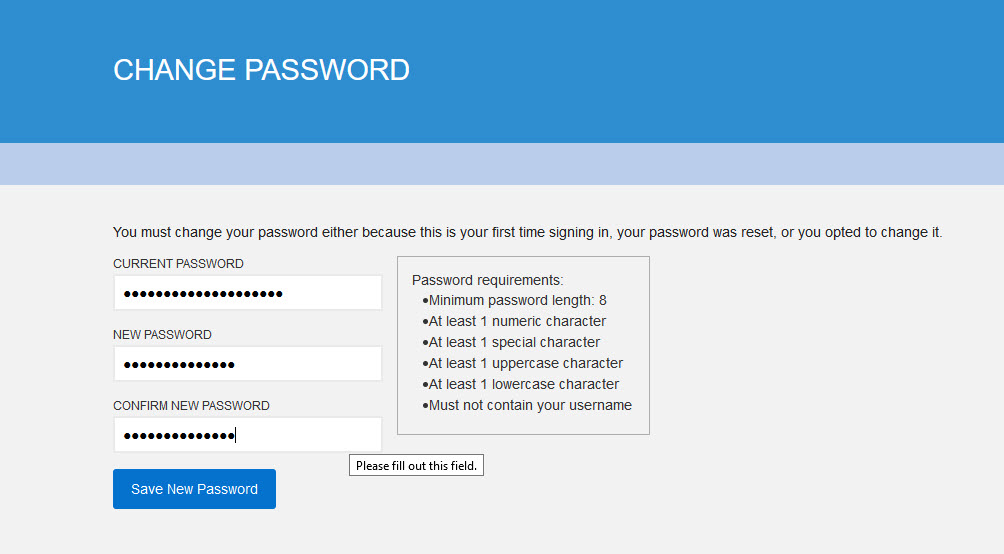 CHANGE PASSWORD
You must change your password either because this is your first time signing in, your password was reset, or you opted to change it.
CURRENT PASSWORD
●●●●●●●●●●●●●●●●●●●●
NEW PASSWORD
●●●●●●●●●●●●●●
CONFIRM NEW PASSWORD
●●●●●●●●●●●●●●
Password requirements:
•Minimum password length: 8
•At least 1 numeric character
•At least 1 special character
•At least 1 uppercase character
•At least 1 lowercase character
•Must not contain your username
Please fill out this field.
Save New Password